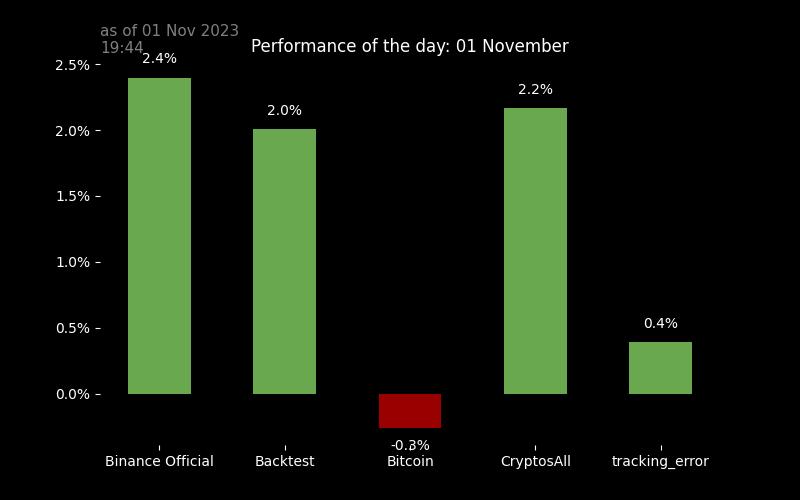 as of 01 Nov 2023
19:44
Performance of the day: 01 November
2.5%
2.0%
1.5%
1.0%
0.5%
0.0%
2.4%
2.0%
-0.3%
2.2%
0.4%
Binance Official
Backtest
Bitcoin
CryptosAll
tracking_error